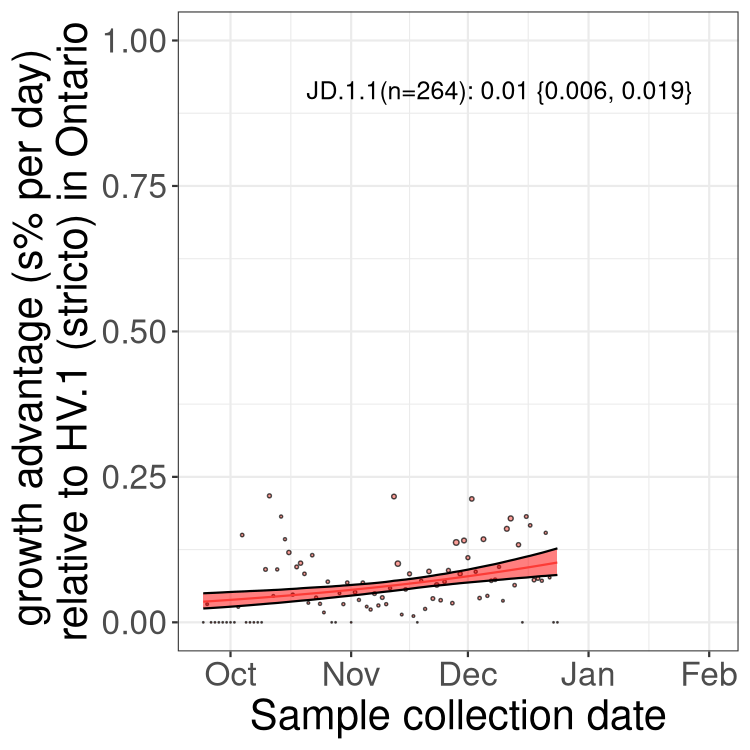 growth advantage (s% per day)
relative to HV.1 (stricto) in Ontario
1.00
0.75
0.50
0.25
0.00
JD.1.1(n=264): 0.01 {0.006, 0.019}
Oct Nov Dec Jan Feb
Sample collection date